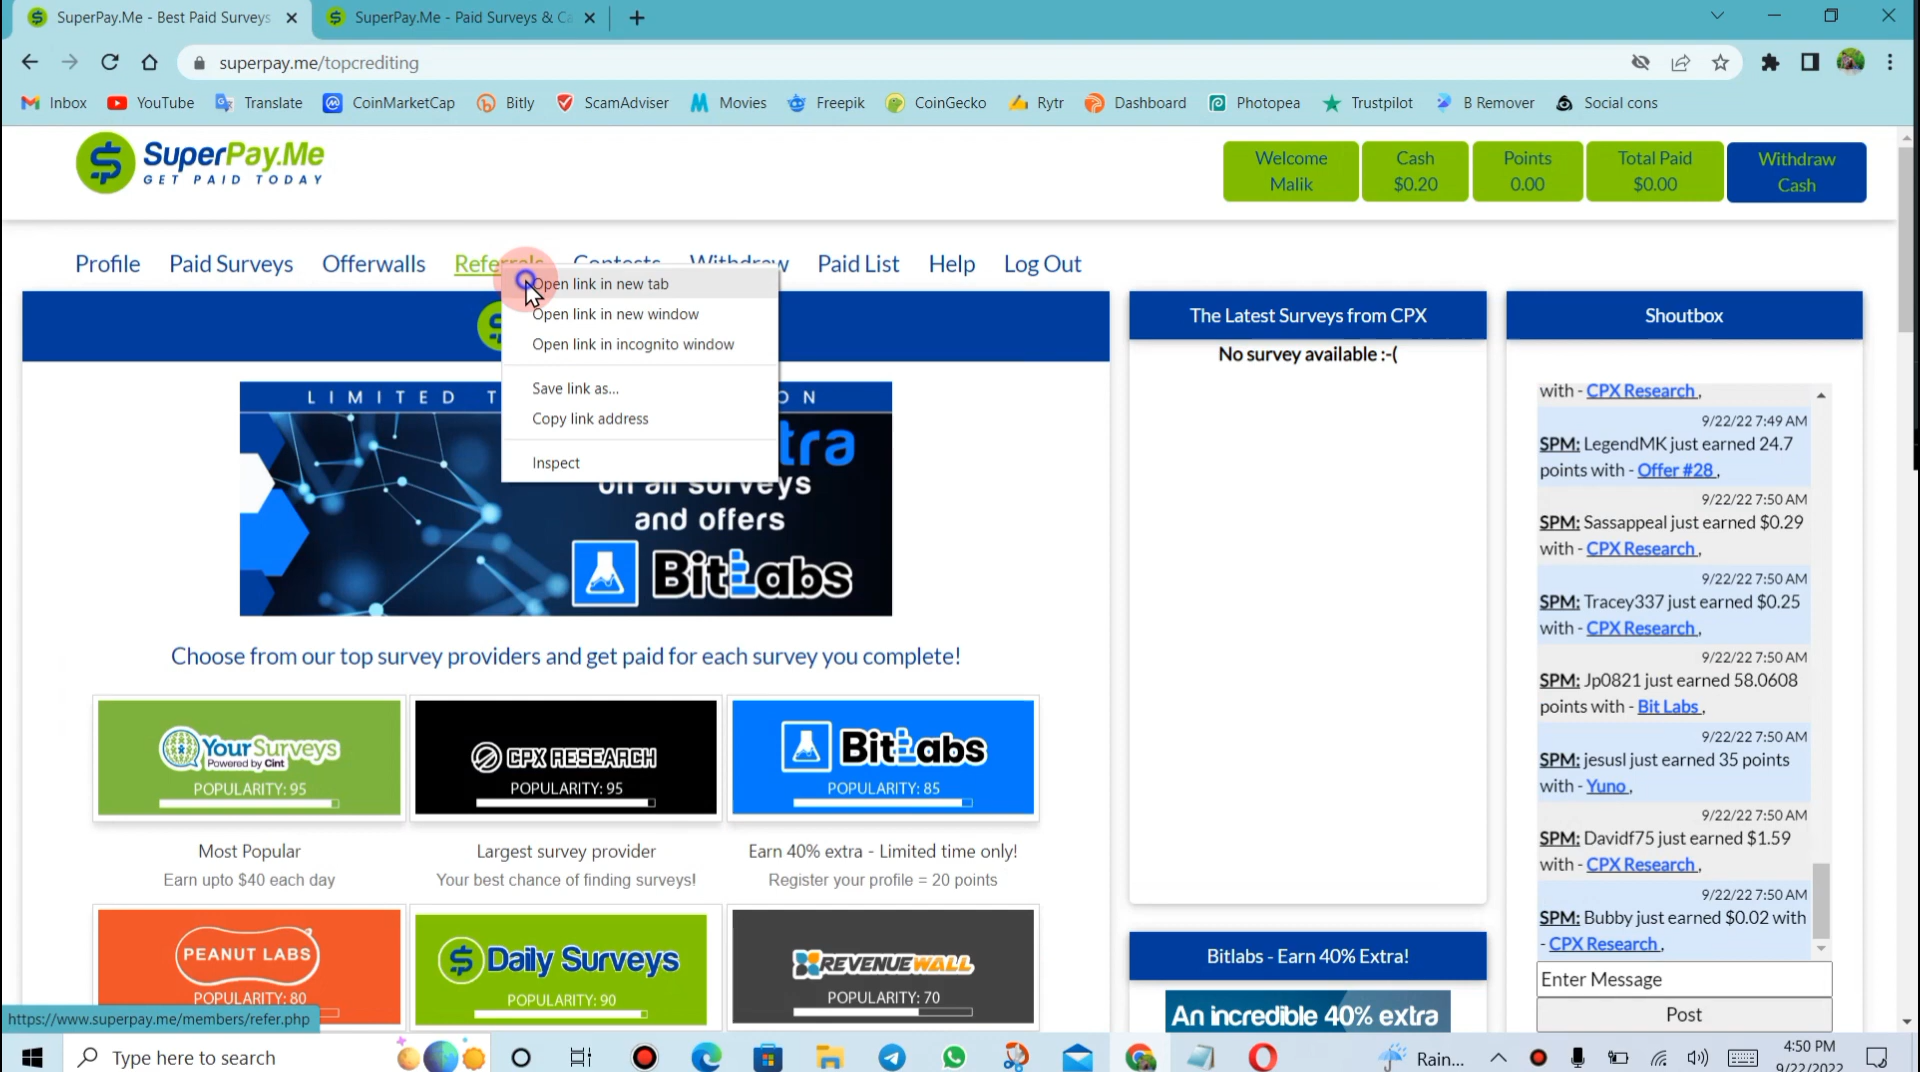 SuperPay.Me - Best Paid Surveys
SuperPay.Me - Paid Surveys & Ca
superpay.me/topcrediting
Inbox
YouTube
Translate
CoinMarketCap
Bitly
ScamAdviser
Movies
Freepik
CoinGecko
Rytr
Dashboard
Photopea
Trustpilot
B Remover
Social cons
SuperPay.Me
GET PAID TODAY
Welcome
Malik
Cash
$0.20
Points
0.00
Total Paid
$0.00
Withdraw
Cash
Profile
Paid Surveys
Offerwalls
Referrals
Contests
Withdraw
Paid List
Help
Log Out
Open link in new tab
Open link in new window
Open link in incognito window
Save link as...
Copy link address
Inspect
LIMITED T
ON
tra
on all surveys
and offers
BitLabs
Choose from our top survey providers and get paid for each survey you complete!
YourSurveys
Powered by Cint
POPULARITY: 95
CPX RESEARCH
POPULARITY: 95
BitLabs
POPULARITY: 85
Most Popular
Earn upto $40 each day
Largest survey provider
Your best chance of finding surveys!
Earn 40% extra - Limited time only!
Register your profile = 20 points
PEANUT LABS
POPULARITY: 80
Daily Surveys
POPULARITY: 90
REVENUEWALL
POPULARITY: 70
The Latest Surveys from CPX
No survey available :-(
Bitlabs - Earn 40% Extra!
An incredible 40% extra
Shoutbox
with - CPX Research ,
9/22/22 7:49 AM
SPM: LegendMK just earned 24.7
points with - Offer #28 ,
9/22/22 7:50 AM
SPM: Sassappeal just earned $0.29
with - CPX Research ,
9/22/22 7:50 AM
SPM: Tracey337 just earned $0.25
with - CPX Research ,
9/22/22 7:50 AM
SPM: Jp0821 just earned 58.0608
points with - Bit Labs ,
9/22/22 7:50 AM
SPM: jesusl just earned 35 points
with - Yuno ,
9/22/22 7:50 AM
SPM: Davidf75 just earned $1.59
with - CPX Research ,
9/22/22 7:50 AM
SPM: Bubby just earned $0.02 with
- CPX Research ,
Enter Message
Post
https://www.superpay.me/members/refer.php
Type here to search
Rain...
4:50 PM
9/22/2022